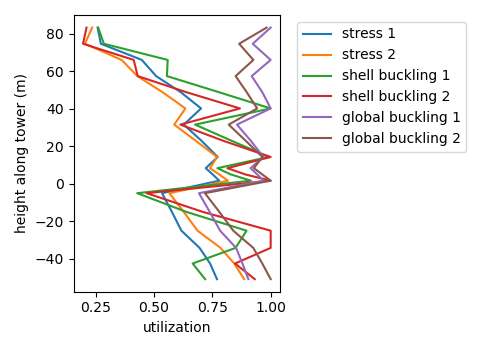 80
60
40
20
0
−20
−40
height along tower (m)
0.25
0.50
0.75
1.00
utilization
stress 1
stress 2
shell buckling 1
shell buckling 2
global buckling 1
global buckling 2